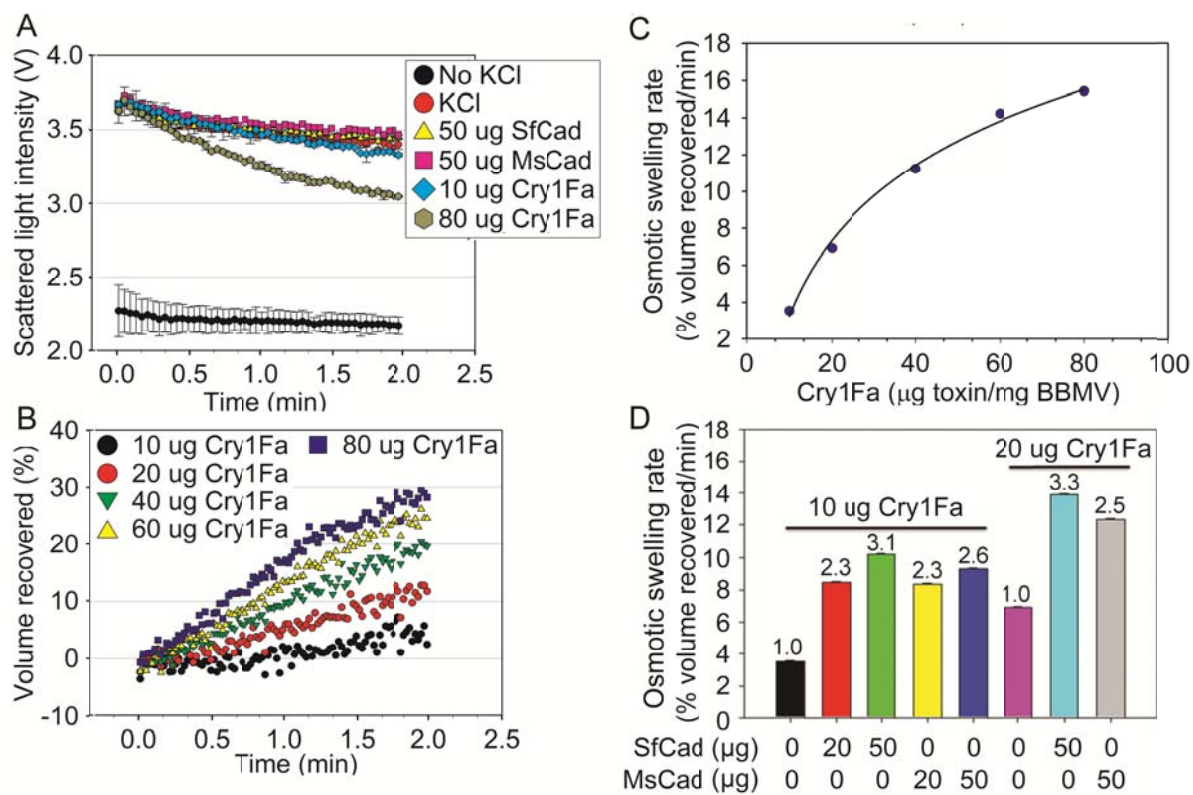 A
Scattered light intensity (V)
4.0
3.5
3.0
2.5
2.0
0.0 0.5 1.0 1.5 2.0 2.5
Time (min)
No KCl
KCl
50 ug SfCad
50 ug MsCad
10 ug Cry1Fa
80 ug Cry1Fa
B
Volume recovered (%)
40
30
20
10
0
-10
0.0 0.5 1.0 1.5 2.0 2.5
Time (min)
10 ug Cry1Fa 80 ug Cry1Fa
20 ug Cry1Fa
40 ug Cry1Fa
60 ug Cry1Fa
C
Osmotic swelling rate
(% volume recovered/min)
18
16
14
12
10
8
6
4
2
0 20 40 60 80 100
Cry1Fa (µg toxin/mg BBMV)
D
Osmotic swelling rate
(% volume recovered/min)
18
16
14
12
10
8
6
4
2
0
10 ug Cry1Fa
20 ug Cry1Fa
1.0 2.3 3.1 2.3 2.6 1.0 3.3 2.5
SfCad (µg) 0 20 50 0 0 0 50 0
MsCad (µg) 0 0 0 20 50 0 0 50